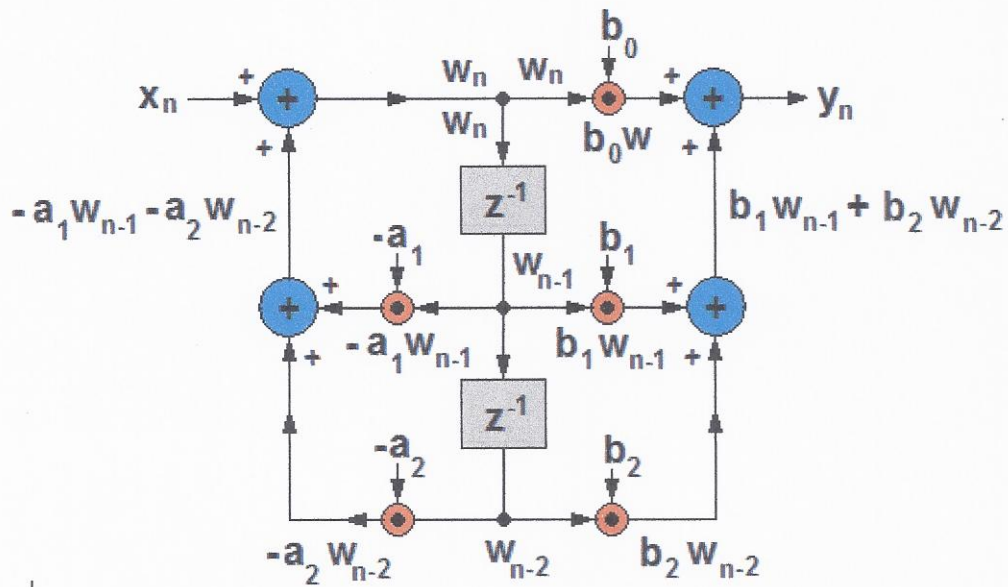 b₀
xₙ + + wₙ wₙ + + yₙ
wₙ + b₀w +
z⁻¹
-a₁wₙ₋₁ -a₂wₙ₋₂ b₁wₙ₋₁ + b₂wₙ₋₂
-a₁ wₙ₋₁ b₁
+ + + +
+ -a₁wₙ₋₁ b₁wₙ₋₁ +
z⁻¹
-a₂ b₂
-a₂wₙ₋₂ wₙ₋₂ b₂wₙ₋₂